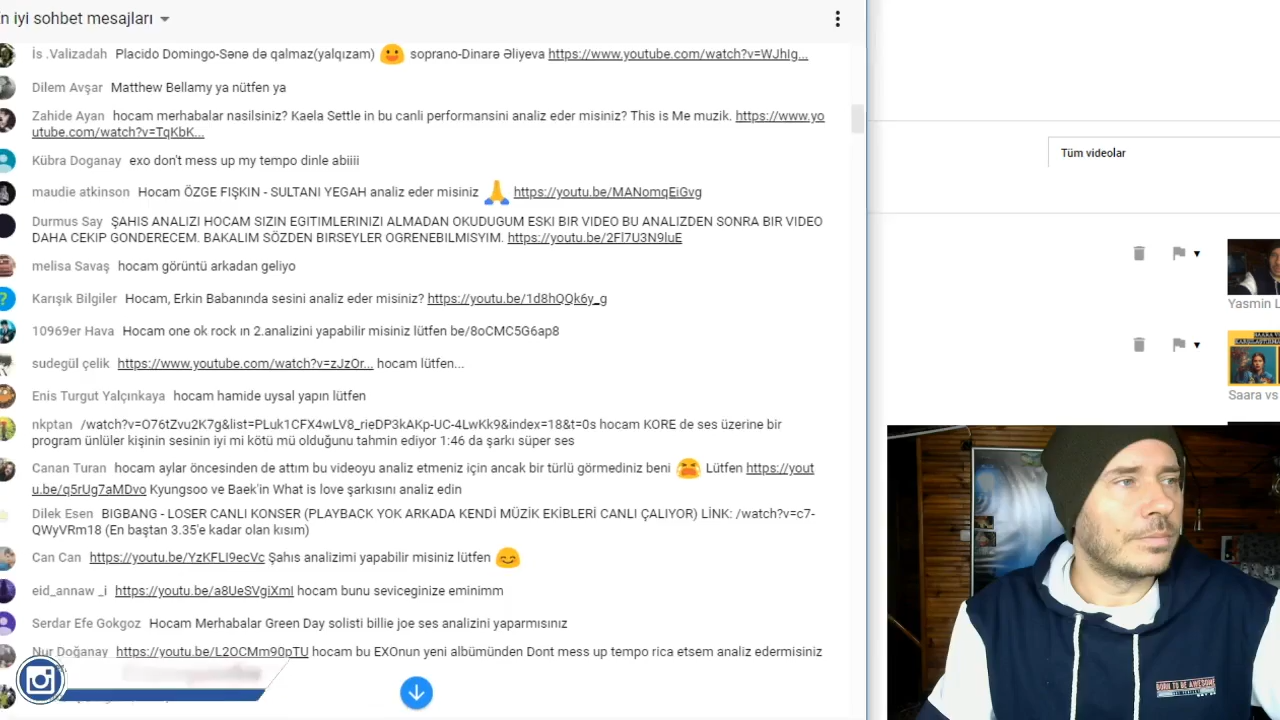 n iyi sohbet mesajları
İs .Valizadah Placido Domingo-Sənə də qalmaz(yalqızam) soprano-Dinarə Əliyeva https://www.youtube.com/watch?v=WJhIg...
Dilem Avşar Matthew Bellamy ya nütfen ya
Zahide Ayan hocam merhabalar nasilsiniz? Kaela Settle in bu canli performansini analiz eder misiniz? This is Me muzik. https://www.yo
utube.com/watch?v=TqKbK...
Kübra Doganay exo don't mess up my tempo dinle abiiii
maudie atkinson Hocam ÖZGE FIŞKIN - SULTANI YEGAH analiz eder misiniz 🙏 https://youtu.be/MANomqEiGvg
Durmus Say ŞAHIS ANALIZI HOCAM SIZIN EGITIMLERINIZI ALMADAN OKUDUGUM ESKI BIR VIDEO BU ANALIZDEN SONRA BIR VIDEO
DAHA CEKIP GONDERECEM. BAKALIM SÖZDEN BIRSEYLER OGRENEBILMISYIM. https://youtu.be/2Fl7U3N9luE
melisa Savaş hocam görüntü arkadan geliyo
Karışık Bilgiler Hocam, Erkin Babanında sesini analiz eder misiniz? https://youtu.be/1d8hQQk6y_g
10969er Hava Hocam one ok rock ın 2.analizini yapabilir misiniz lütfen be/8oCMC5G6ap8
sudegül çelik https://www.youtube.com/watch?v=zJzOr... hocam lütfen...
Enis Turgut Yalçınkaya hocam hamide uysal yapın lütfen
nkptan /watch?v=O76tZvu2K7g&list=PLuk1CFX4wLV8_rieDP3kAKp-UC-4LwKk9&index=18&t=0s hocam KORE de ses üzerine bir
program ünlüler kişinin sesinin iyi mi kötü mü olduğunu tahmin ediyor 1:46 da şarkı süper ses
Canan Turan hocam aylar öncesinden de attım bu videoyu analiz etmeniz için ancak bir türlü görmediniz beni 😫 Lütfen https://yout
u.be/q5rUg7aMDvo Kyungsoo ve Baek'in What is love şarkısını analiz edin
Dilek Esen BIGBANG - LOSER CANLI KONSER (PLAYBACK YOK ARKADA KENDİ MÜZİK EKİBLERİ CANLI ÇALIYOR) LİNK: /watch?v=c7-
QWyVRm18 (En baştan 3.35'e kadar olan kısım)
Can Can https://youtu.be/YzKFLI9ecVc Şahıs analizimi yapabilir misiniz lütfen 😊
eid_annaw _i https://youtu.be/a8UeSVgiXmI hocam bunu seviceginize eminimm
Serdar Efe Gokgoz Hocam Merhabalar Green Day solisti billie joe ses analizini yaparmısınız
Nur Doğanay https://youtu.be/L2OCMm90pTU hocam bu EXOnun yeni albümünden Dont mess up tempo rica etsem analiz edermisiniz
Tüm videolar
Yasmin L
Saara vs
BORN TO BE AWESOME